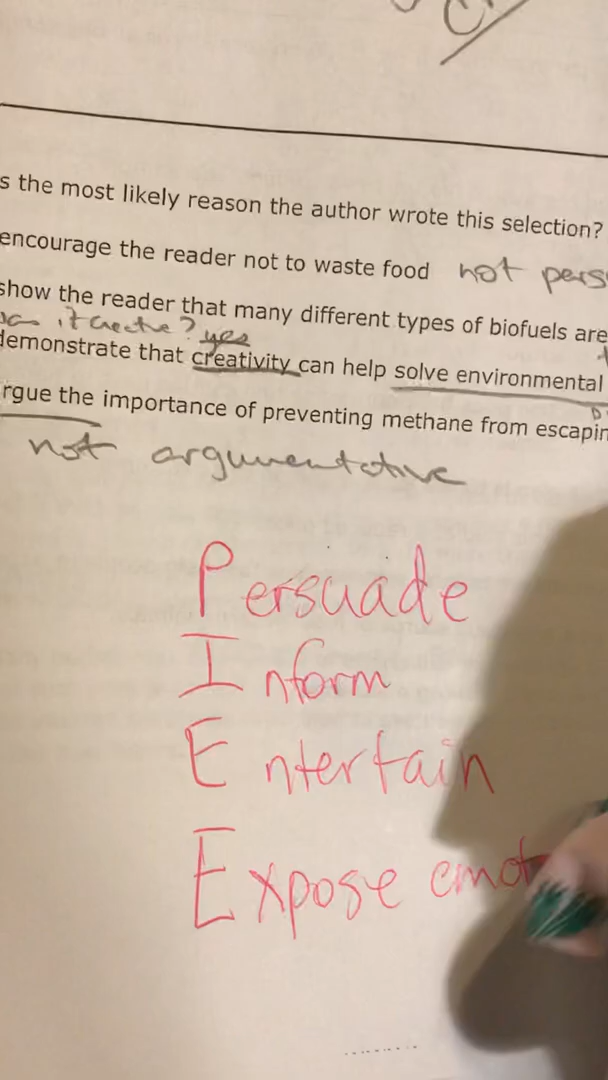 s the most likely reason the author wrote this selection?
encourage the reader not to waste food not pers
show the reader that many different types of biofuels are
it creative? yes
demonstrate that creativity can help solve environmental
rgue the importance of preventing methane from escapin
not argumentative
Persuade
Inform
Entertain
Expose emot